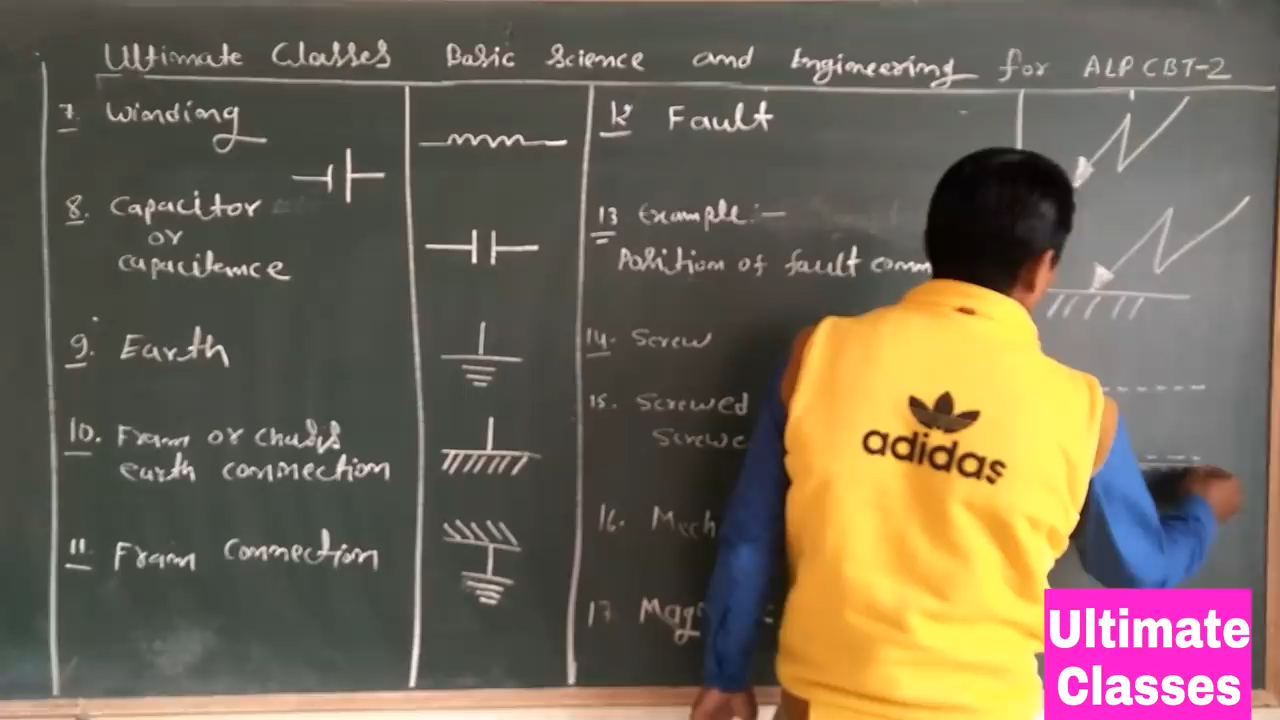 Ultimate Classes Basic Science and Engineering for ALP CBT-2
7. Winding
8. Capacitor
or
capacitence
9. Earth
10. Fram or chasis
earth connection
11. Fram Connection
Fault
13 Example:-
Position of fault
14. Screw
15. Screwed
16.
17.
adidas
Ultimate
Classes